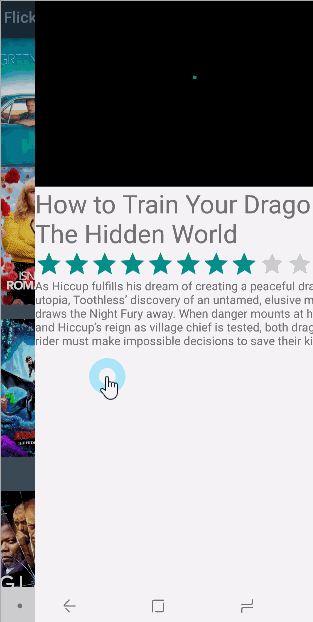 Flick
GREEN
How to Train Your Drago
The Hidden World
As Hiccup fulfills his dream of creating a peaceful dra
utopia, Toothless’ discovery of an untamed, elusive m
draws the Night Fury away. When danger mounts at h
and Hiccup’s reign as village chief is tested, both drag
rider must make impossible decisions to save their ki
ISN
ROM
GL